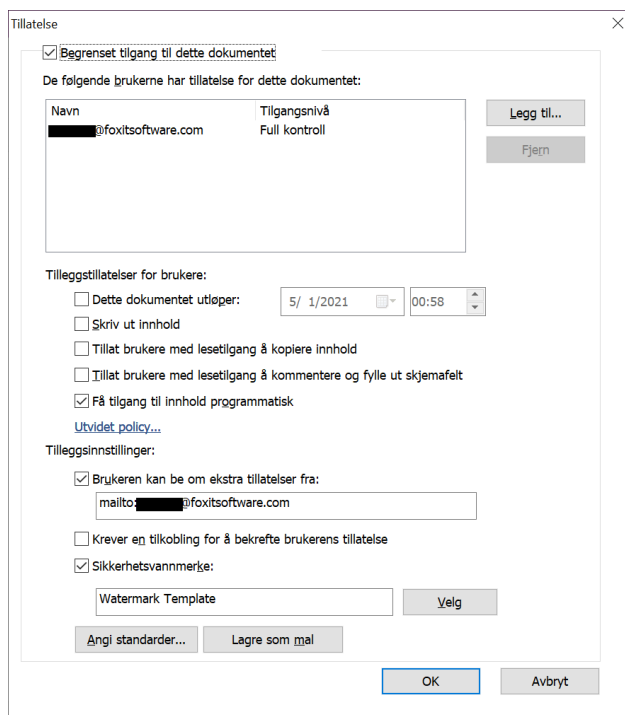 Tillatelse
Begrenset tilgang til dette dokumentet
De følgende brukerne har tillatelse for dette dokumentet:
Navn Tilgangsnivå
@foxitsoftware.com Full kontroll
Legg til...
Fjern
Tilleggstillatelser for brukere:
Dette dokumentet utløper: 5/ 1/2021 00:58
Skriv ut innhold
Tillat brukere med lesetilgang å kopiere innhold
Tillat brukere med lesetilgang å kommentere og fylle ut skjemafelt
Få tilgang til innhold programmatisk
Utvidet policy...
Tilleggsinnstillinger:
Brukeren kan be om ekstra tillatelser fra:
mailto: @foxitsoftware.com
Krever en tilkobling for å bekrefte brukerens tillatelse
Sikkerhetsvannmerke:
Watermark Template Velg
Angi standarder... Lagre som mal
OK Avbryt